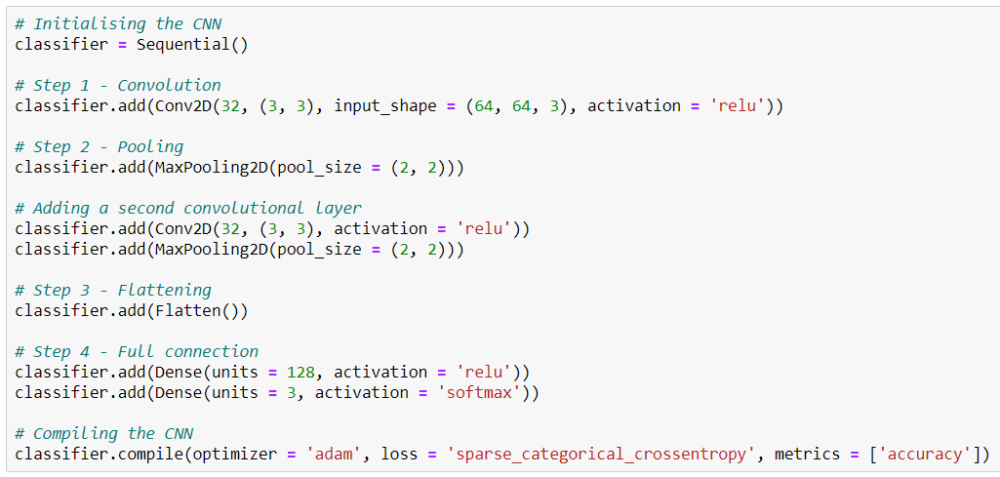 # Initialising the CNN
classifier = Sequential()
# Step 1 - Convolution
classifier.add(Conv2D(32, (3, 3), input_shape = (64, 64, 3), activation = 'relu'))
# Step 2 - Pooling
classifier.add(MaxPooling2D(pool_size = (2, 2)))
# Adding a second convolutional layer
classifier.add(Conv2D(32, (3, 3), activation = 'relu'))
classifier.add(MaxPooling2D(pool_size = (2, 2)))
# Step 3 - Flattening
classifier.add(Flatten())
# Step 4 - Full connection
classifier.add(Dense(units = 128, activation = 'relu'))
classifier.add(Dense(units = 3, activation = 'softmax'))
# Compiling the CNN
classifier.compile(optimizer = 'adam', loss = 'sparse_categorical_crossentropy', metrics = ['accuracy'])